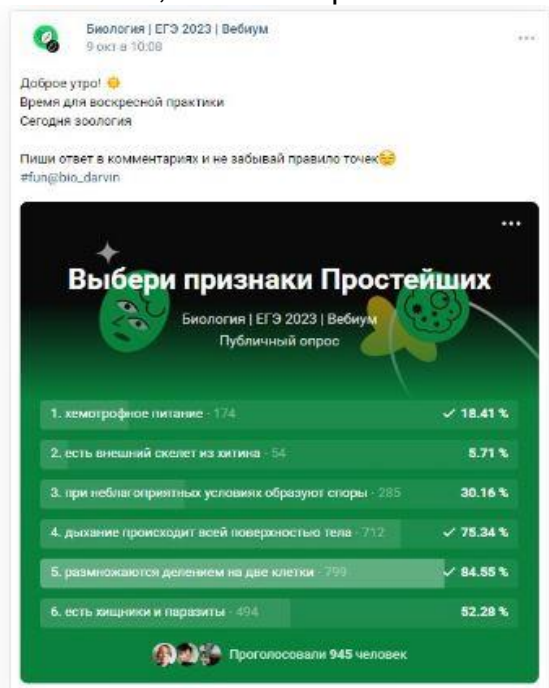 Биология | ЕГЭ 2023 | Вебиум
9 окт в 10:08
Доброе утро!
Время для воскресной практики
Сегодня зоология
Пиши ответ в комментариях и не забывай правило точек
#fun@bio_darvin
Выбери признаки Простейших
Биология | ЕГЭ 2023 | Вебиум
Публичный опрос
1. хемотрофное питание · 174 18.41 %
2. есть внешний скелет из хитина · 54 5.71 %
3. при неблагоприятных условиях образуют споры · 285 30.16 %
4. дыхание происходит всей поверхностью тела · 712 75.34 %
5. размножаются делением на две клетки · 799 84.55 %
6. есть хищники и паразиты · 494 52.28 %
Проголосовали 945 человек